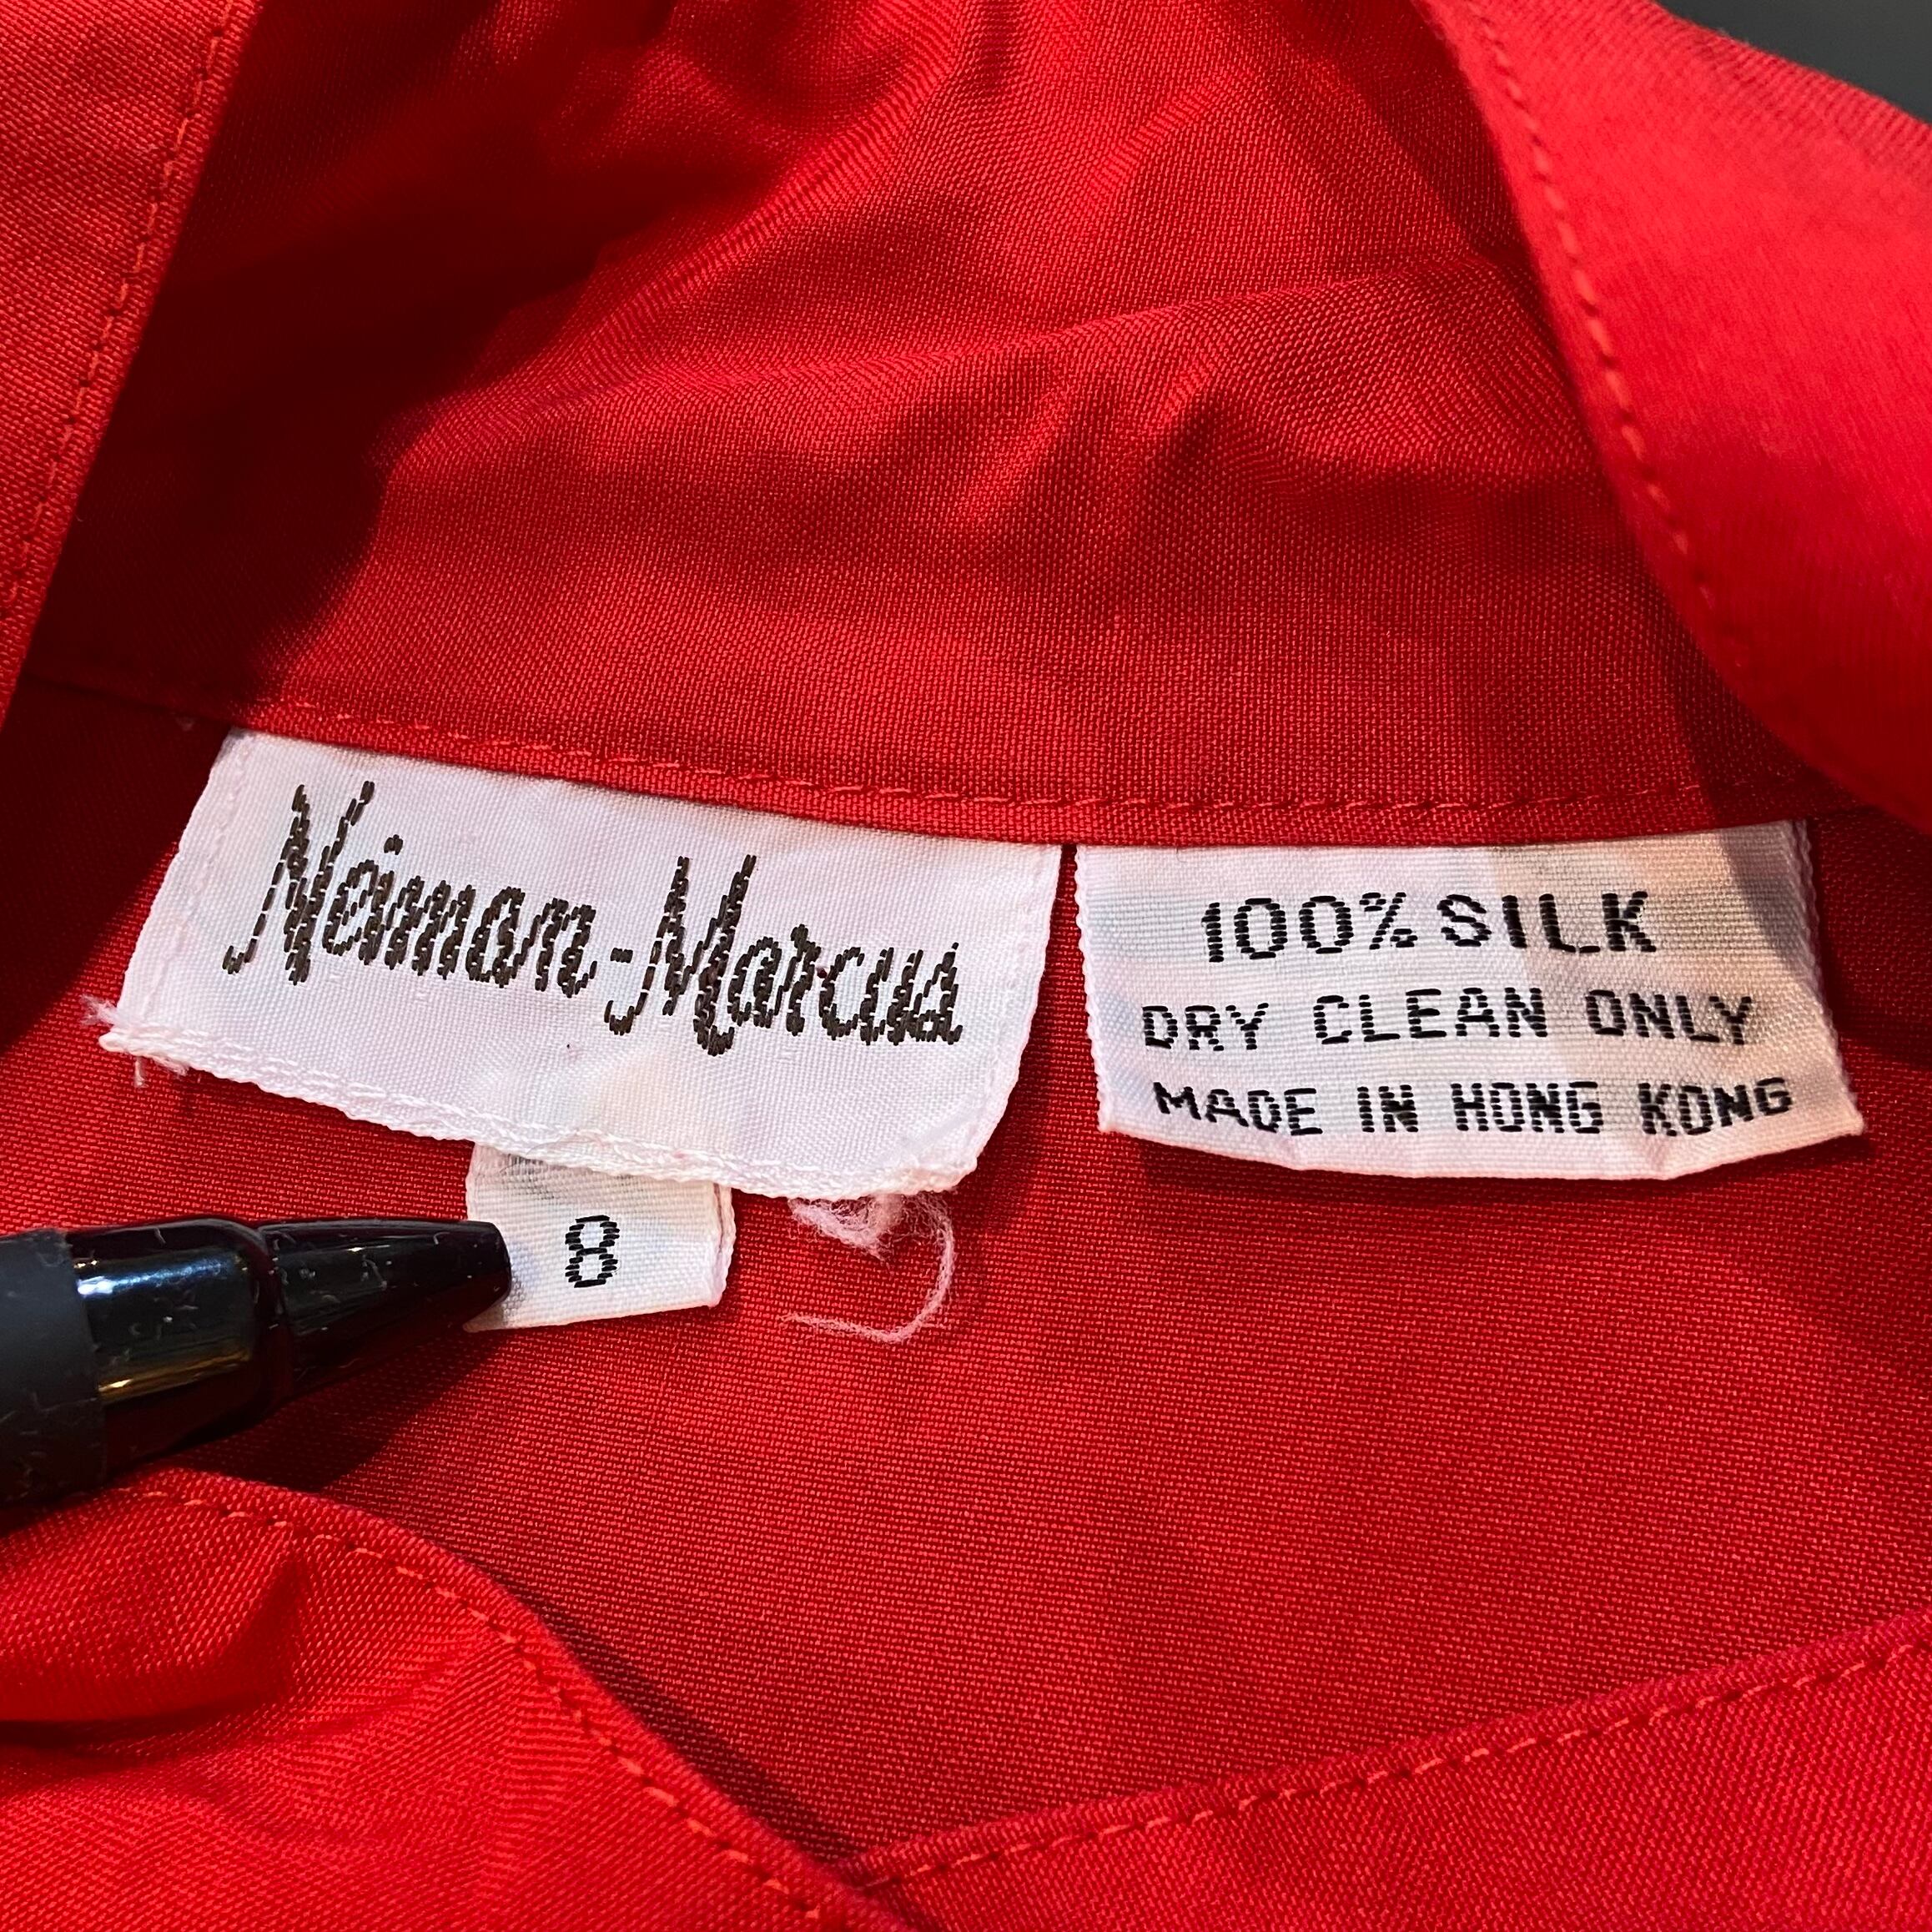 Neiman-Marcus
8
100% SILK
DRY CLEAN ONLY
MADE IN HONG KONG